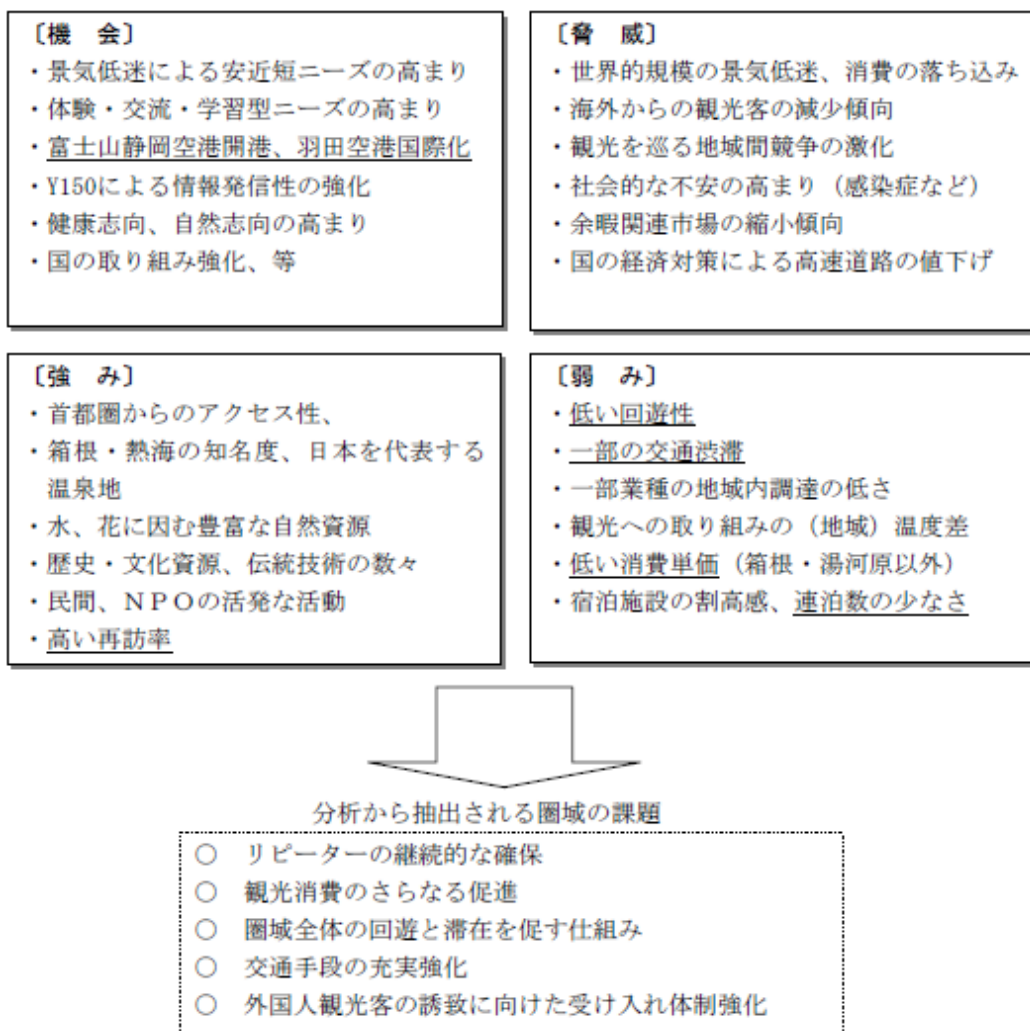 〔機　会〕
・景気低迷による安近短ニーズの高まり
・体験・交流・学習型ニーズの高まり
・富士山静岡空港開港、羽田空港国際化
・Y150による情報発信性の強化
・健康志向、自然志向の高まり
・国の取り組み強化、等
〔脅　威〕
・世界的規模の景気低迷、消費の落ち込み
・海外からの観光客の減少傾向
・観光を巡る地域間競争の激化
・社会的な不安の高まり（感染症など）
・余暇関連市場の縮小傾向
・国の経済対策による高速道路の値下げ
〔強　み〕
・首都圏からのアクセス性、
・箱根・熱海の知名度、日本を代表する
温泉地
・水、花に因む豊富な自然資源
・歴史・文化資源、伝統技術の数々
・民間、ＮＰＯの活発な活動
・高い再訪率
〔弱　み〕
・低い回遊性
・一部の交通渋滞
・一部業種の地域内調達の低さ
・観光への取り組みの（地域）温度差
・低い消費単価（箱根・湯河原以外）
・宿泊施設の割高感、連泊数の少なさ
分析から抽出される圏域の課題
○　リピーターの継続的な確保
○　観光消費のさらなる促進
○　圏域全体の回遊と滞在を促す仕組み
○　交通手段の充実強化
○　外国人観光客の誘致に向けた受け入れ体制強化